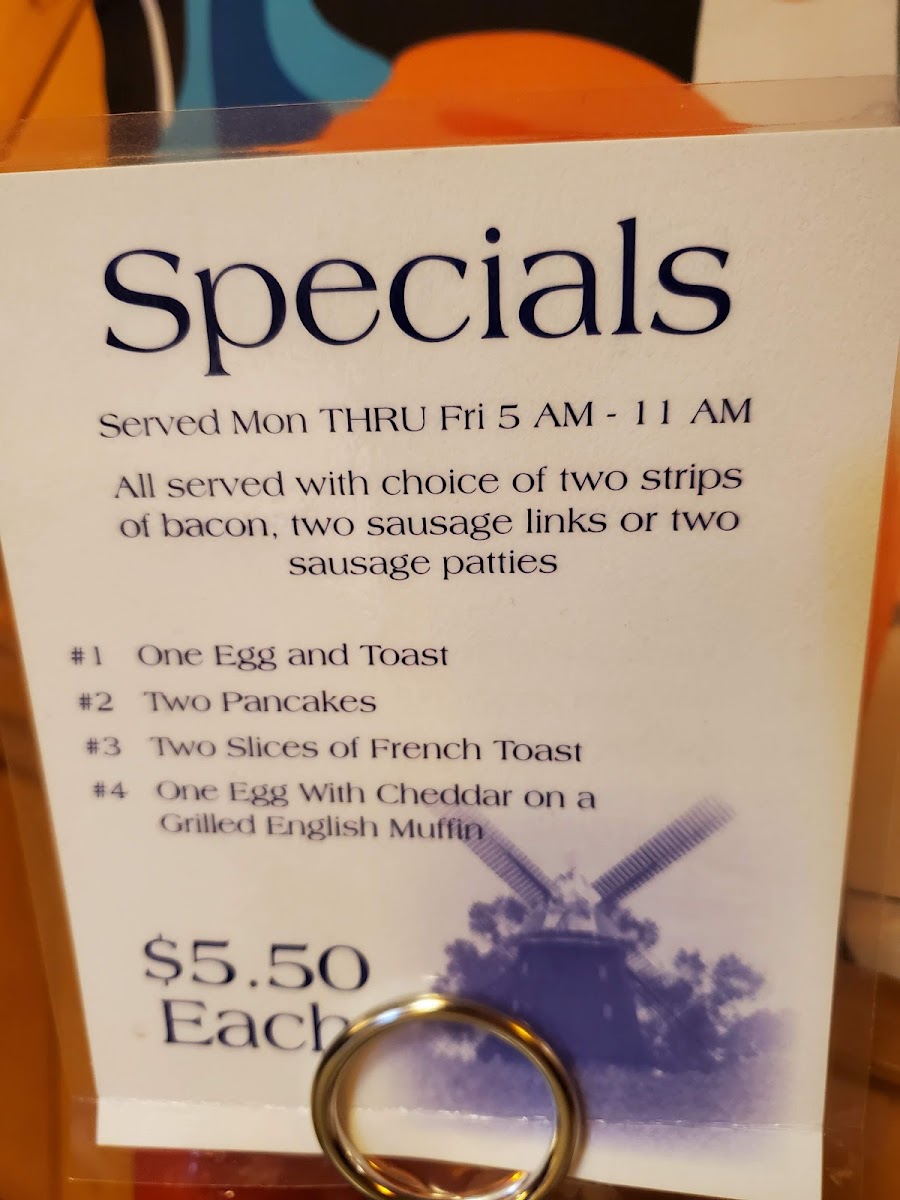 Specials
Served Mon THRU Fri 5 AM - 11 AM
All served with choice of two strips
of bacon, two sausage links or two
sausage patties
#1 One Egg and Toast
#2 Two Pancakes
#3 Two Slices of French Toast
#4 One Egg With Cheddar on a
Grilled English Muffin
$5.50
Each